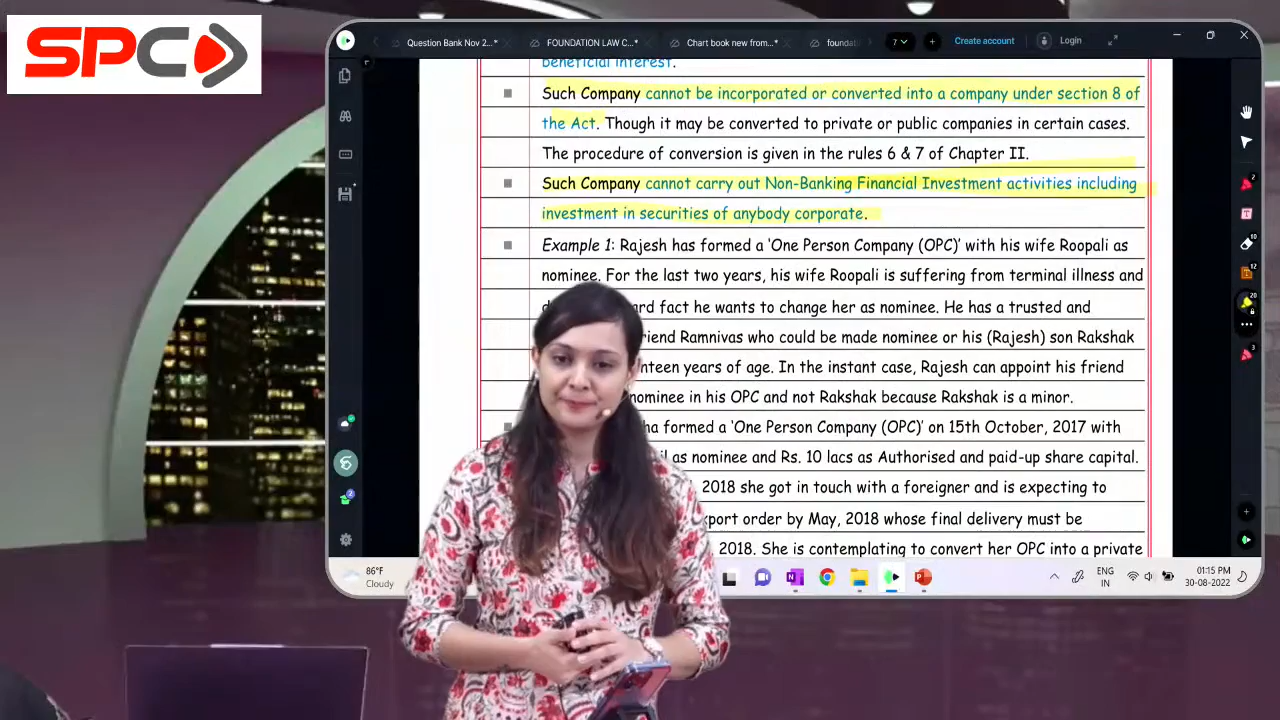 SPC
Question Bank Nov 2...*
FOUNDATION LAW C...*
Chart book new from...*
7
Create account
Login
beneficial interest.
Such Company cannot be incorporated or converted into a company under section 8 of
the Act. Though it may be converted to private or public companies in certain cases.
The procedure of conversion is given in the rules 6 & 7 of Chapter II.
Such Company cannot carry out Non-Banking Financial Investment activities including
investment in securities of anybody corporate.
Example 1: Rajesh has formed a 'One Person Company (OPC)' with his wife Roopali as
nominee. For the last two years, his wife Roopali is suffering from terminal illness and
fact he wants to change her as nominee. He has a trusted and
friend Ramnivas who could be made nominee or his (Rajesh) son Rakshak
years of age. In the instant case, Rajesh can appoint his friend
nominee in his OPC and not Rakshak because Rakshak is a minor.
formed a 'One Person Company (OPC)' on 15th October, 2017 with
as nominee and Rs. 10 lacs as Authorised and paid-up share capital.
2018 she got in touch with a foreigner and is expecting to
order by May, 2018 whose final delivery must be
2018. She is contemplating to convert her OPC into a private
86°F
Cloudy
ENG
IN
01:15 PM
30-08-2022